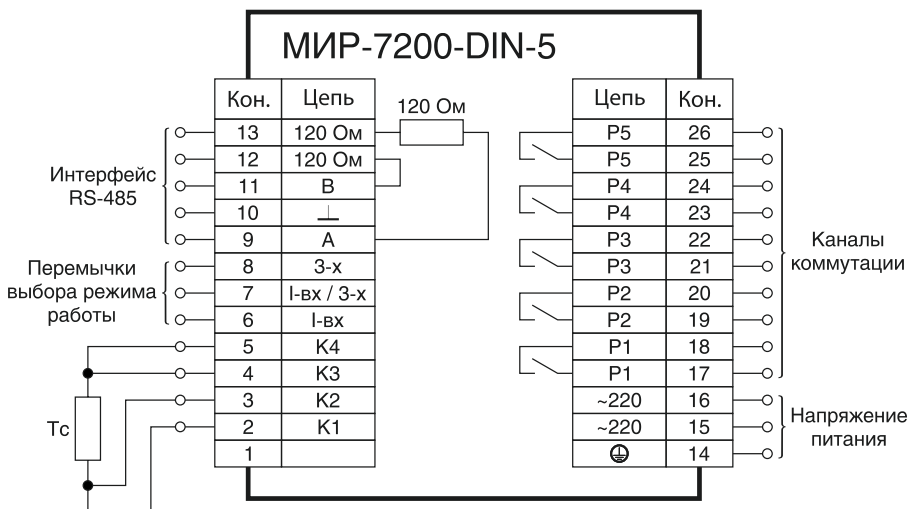 МИР-7200-DIN-5
Кон. Цепь
13 120 Ом
12 120 Ом
11 B
10 ⊥
9 A
8 3-х
7 I-вх / 3-х
6 I-вх
5 K4
4 K3
3 K2
2 K1
1
120 Ом
Интерфейс
RS-485
Перемычки
выбора режима
работы
Tc
Цепь Кон.
P5 26
P5 25
P4 24
P4 23
P3 22
P3 21
P2 20
P2 19
P1 18
P1 17
~220 16
~220 15
14
Каналы
коммутации
Напряжение
питания